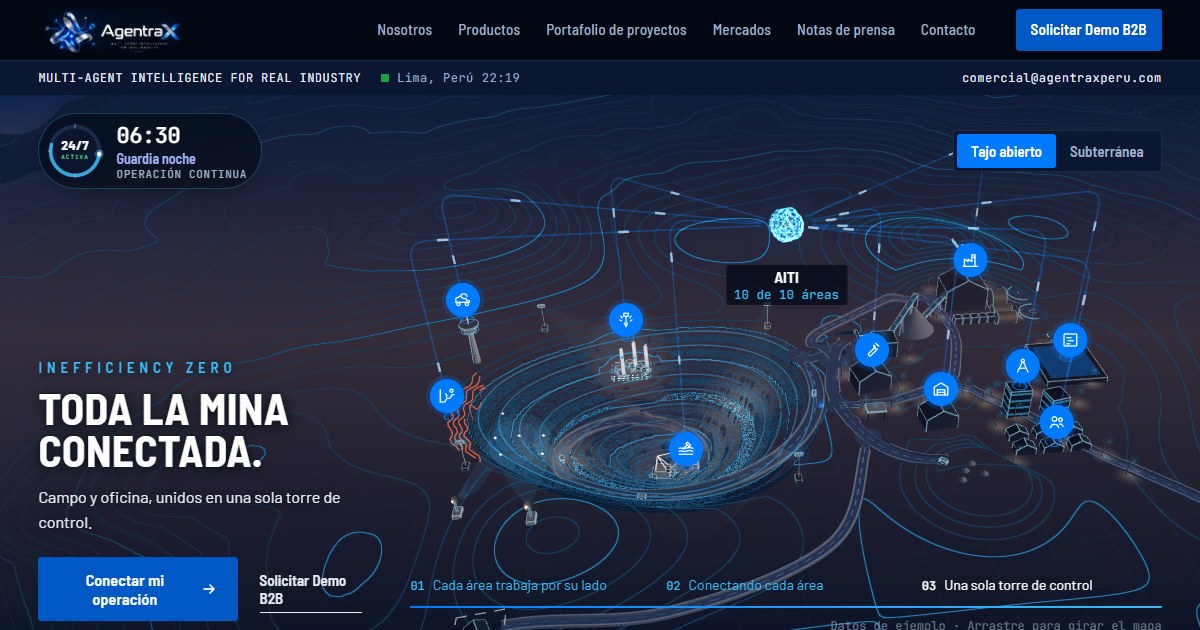 AgentraX
Nosotros
Productos
Portafolio de proyectos
Mercados
Notas de prensa
Contacto
Solicitar Demo B2B
MULTI-AGENT INTELLIGENCE FOR REAL INDUSTRY
Lima, Perú 22:19
comercial@agentraxperu.com
24/7
ACTIVA
06:30
Guardia noche
OPERACIÓN CONTINUA
Tajo abierto
Subterránea
AITI
10 de 10 áreas
INEFFICIENCY ZERO
TODA LA MINA
CONECTADA.
Campo y oficina, unidos en una sola torre de
control.
Conectar mi
operación
Solicitar Demo
B2B
01 Cada área trabaja por su lado
02 Conectando cada área
03 Una sola torre de control
Datos de ejemplo · Arrastre para girar el mapa